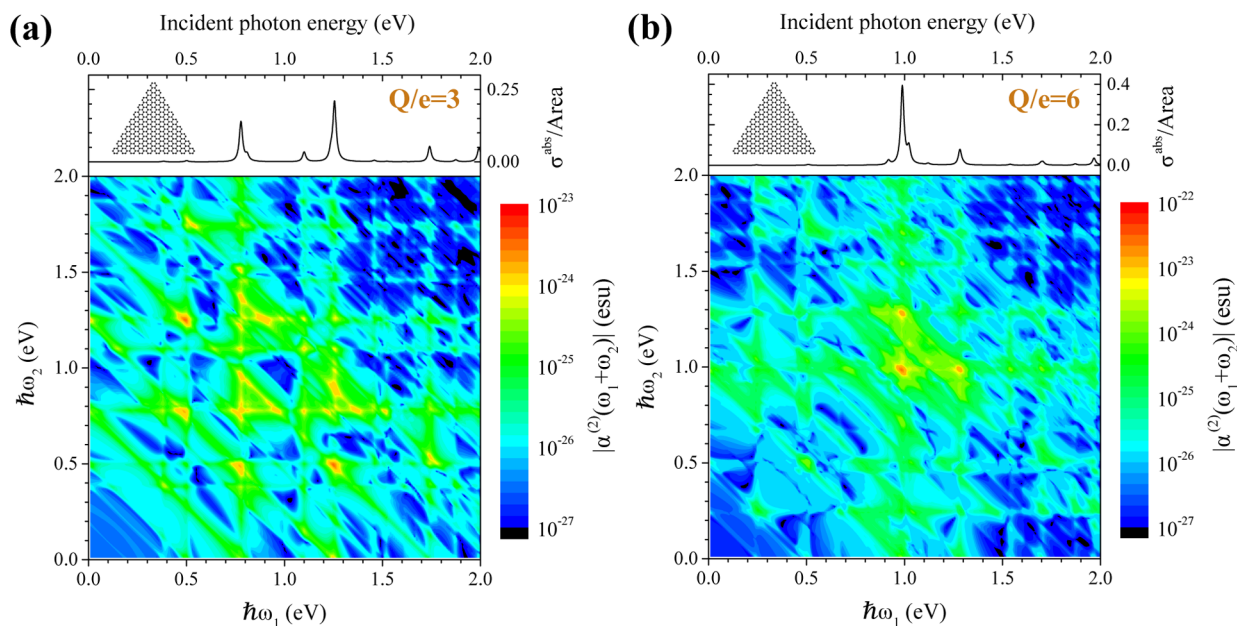 (a)
Incident photon energy (eV)
0.0 0.5 1.0 1.5 2.0
Q/e=3
0.25
0.00
σ^abs/Area
2.0
1.5
1.0
0.5
0.0
ℏω₂ (eV)
0.0 0.5 1.0 1.5 2.0
ℏω₁ (eV)
10⁻²³
10⁻²⁴
10⁻²⁵
10⁻²⁶
10⁻²⁷
|α⁽²⁾(ω₁+ω₂)| (esu)
(b)
Incident photon energy (eV)
0.0 0.5 1.0 1.5 2.0
Q/e=6
0.4
0.2
0.0
σ^abs/Area
2.0
1.5
1.0
0.5
0.0
ℏω₂ (eV)
0.0 0.5 1.0 1.5 2.0
ℏω₁ (eV)
10⁻²²
10⁻²³
10⁻²⁴
10⁻²⁵
10⁻²⁶
10⁻²⁷
|α⁽²⁾(ω₁+ω₂)| (esu)